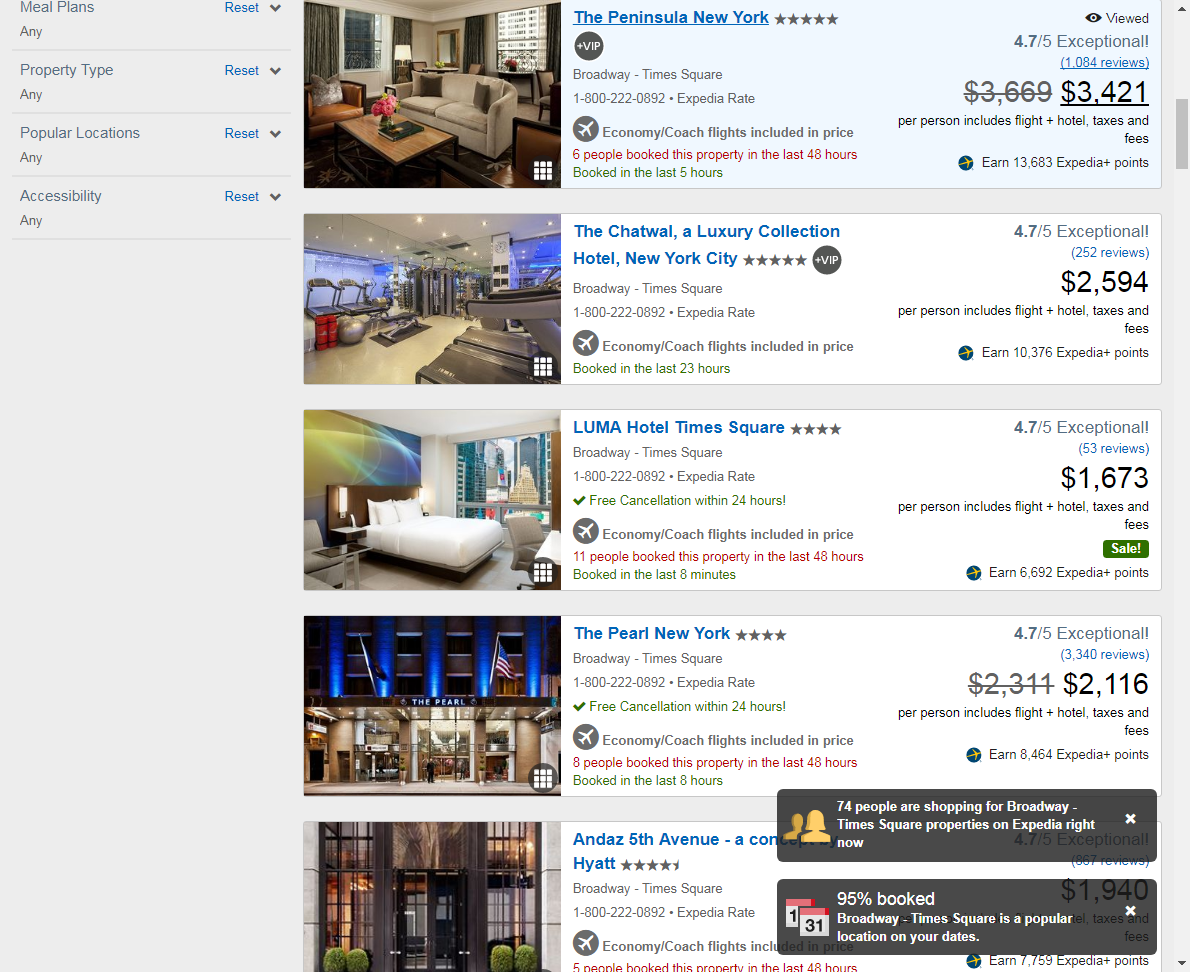 Meal Plans Reset
Any
Property Type Reset
Any
Popular Locations Reset
Any
Accessibility Reset
Any
The Peninsula New York
+VIP
Broadway - Times Square
1-800-222-0892 • Expedia Rate
Economy/Coach flights included in price
6 people booked this property in the last 48 hours
Booked in the last 5 hours
Viewed
4.7/5 Exceptional!
(1,084 reviews)
$3,669 $3,421
per person includes flight + hotel, taxes and
fees
Earn 13,683 Expedia+ points
The Chatwal, a Luxury Collection
Hotel, New York City +VIP
Broadway - Times Square
1-800-222-0892 • Expedia Rate
Economy/Coach flights included in price
Booked in the last 23 hours
4.7/5 Exceptional!
(252 reviews)
$2,594
per person includes flight + hotel, taxes and
fees
Earn 10,376 Expedia+ points
LUMA Hotel Times Square
Broadway - Times Square
1-800-222-0892 • Expedia Rate
Free Cancellation within 24 hours!
Economy/Coach flights included in price
11 people booked this property in the last 48 hours
Booked in the last 8 minutes
4.7/5 Exceptional!
(53 reviews)
$1,673
per person includes flight + hotel, taxes and
fees
Sale!
Earn 6,692 Expedia+ points
THE PEARL
The Pearl New York
Broadway - Times Square
1-800-222-0892 • Expedia Rate
Free Cancellation within 24 hours!
Economy/Coach flights included in price
8 people booked this property in the last 48 hours
Booked in the last 8 hours
4.7/5 Exceptional!
(3,340 reviews)
$2,311 $2,116
per person includes flight + hotel, taxes and
fees
Earn 8,464 Expedia+ points
Andaz 5th Avenue - a concept by
Hyatt
Broadway - Times Square
1-800-222-0892 • Expedia Rate
Economy/Coach flights included in price
5 people booked this property in the last 48 hours
4.7/5 Exceptional!
(867 reviews)
$1,940
hotel, taxes and
fees
Earn 7,759 Expedia+ points
74 people are shopping for Broadway -
Times Square properties on Expedia right
now
1
31
95% booked
Broadway - Times Square is a popular
location on your dates.